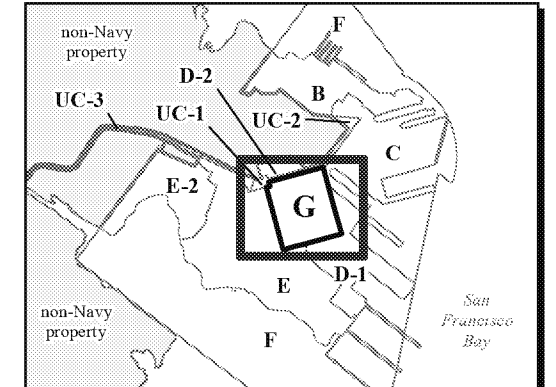 non-Navy
property
F
D-2
B
UC-3
UC-1
UC-2
C
E-2
G
D-1
E
non-Navy
property
F
San
Francisco
Bay